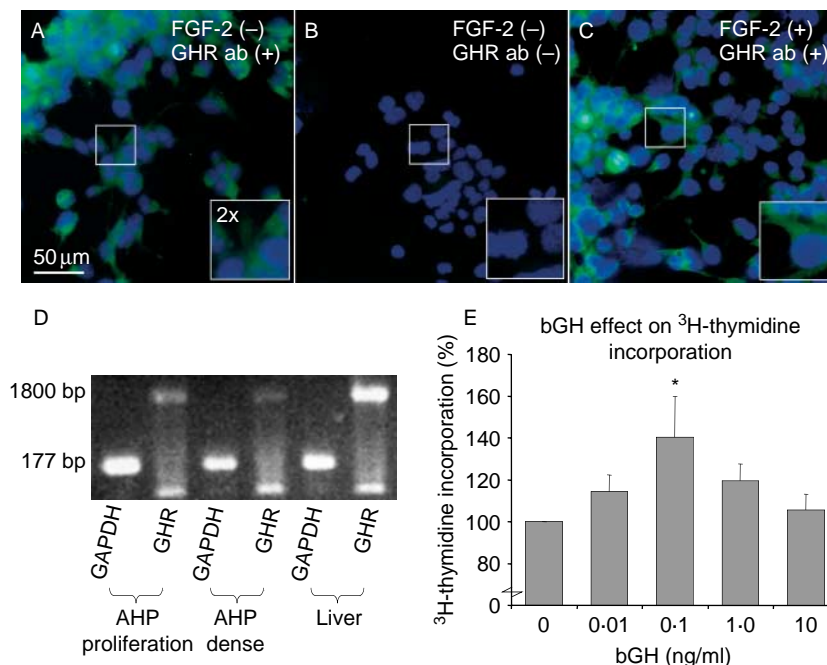 A
FGF-2 (–)
GHR ab (+)
2x
50 μm
B
FGF-2 (–)
GHR ab (–)
C
FGF-2 (+)
GHR ab (+)
D
1800 bp
177 bp
GAPDH
GHR
GAPDH
GHR
GAPDH
GHR
AHP
proliferation
AHP
dense
Liver
E
bGH effect on ³H-thymidine
incorporation
³H-thymidine incorporation (%)
180
160
140
120
100
80
0
*
0
0·01
0·1
1·0
10
bGH (ng/ml)